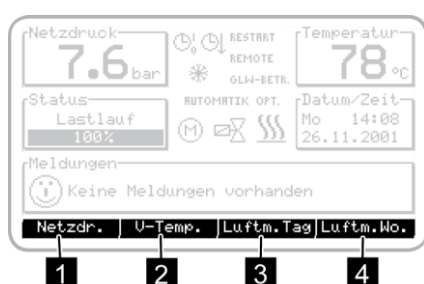 Netzdruck
7.6 bar
RESTART
REMOTE
GLW-BETR.
Temperatur
78 °C
Status
Lastlauf
100%
AUTOMATIK OPT.
M
Datum/Zeit
Mo 14:08
26.11.2001
Meldungen
Keine Meldungen vorhanden
Netzdr. V-Temp. Luftm.Tag Luftm.Wo.
1 2 3 4